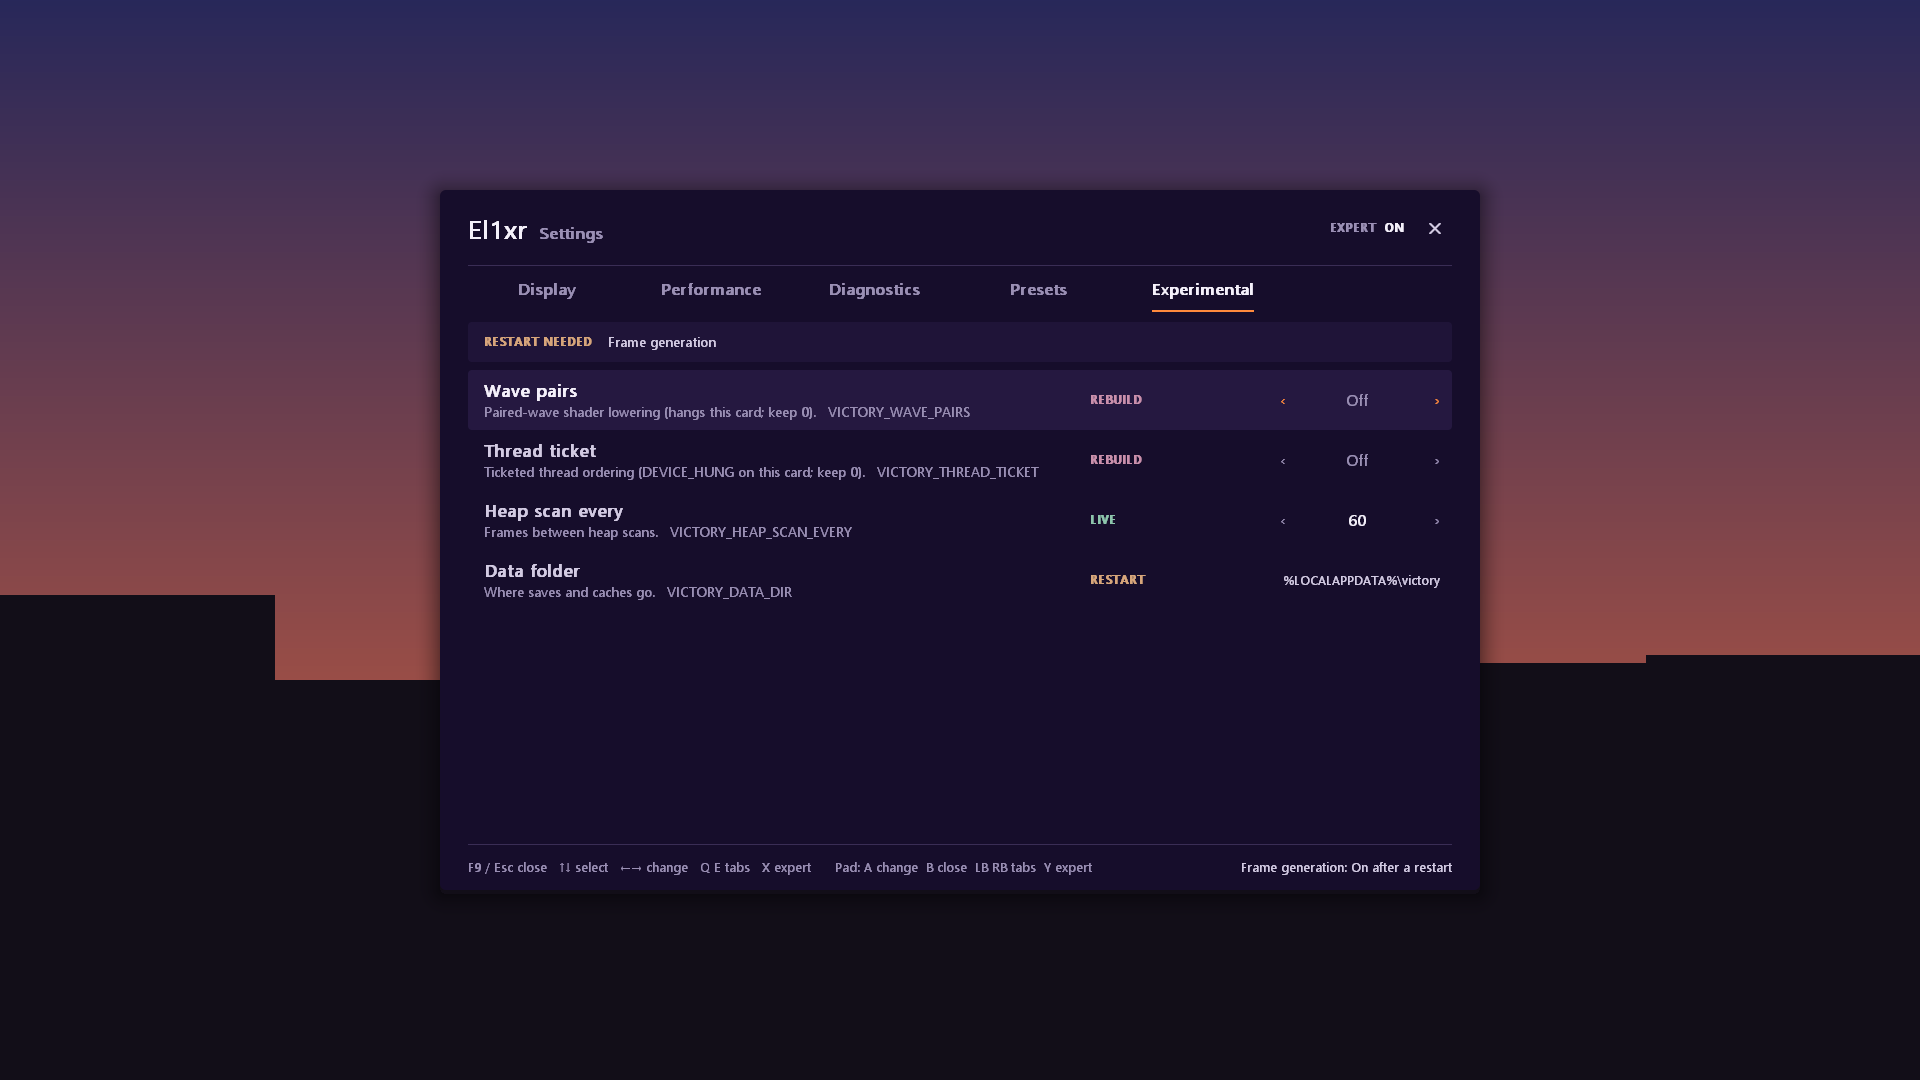 El1xr Settings EXPERT ON ✕
Display Performance Diagnostics Presets Experimental
RESTART NEEDED Frame generation
Wave pairs
Paired-wave shader lowering (hangs this card; keep 0). VICTORY_WAVE_PAIRS
REBUILD ‹ Off ›
Thread ticket
Ticketed thread ordering (DEVICE_HUNG on this card; keep 0). VICTORY_THREAD_TICKET
REBUILD ‹ Off ›
Heap scan every
Frames between heap scans. VICTORY_HEAP_SCAN_EVERY
LIVE ‹ 60 ›
Data folder
Where saves and caches go. VICTORY_DATA_DIR
RESTART %LOCALAPPDATA%\victory
F9 / Esc close ↑↓ select ←→ change Q E tabs X expert Pad: A change B close LB RB tabs Y expert Frame generation: On after a restart